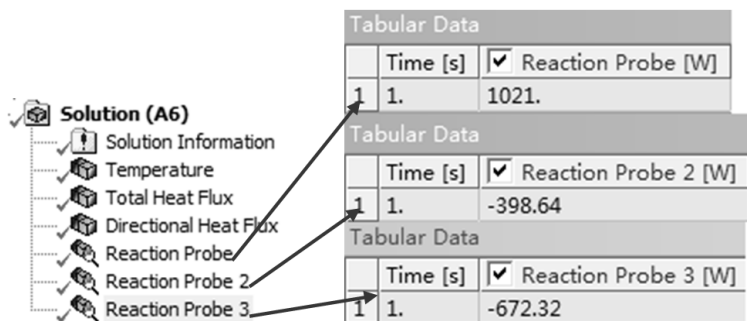 Solution (A6)
Solution Information
Temperature
Total Heat Flux
Directional Heat Flux
Reaction Probe
Reaction Probe 2
Reaction Probe 3
Tabular Data
Time [s] Reaction Probe [W]
1 1. 1021.
Tabular Data
Time [s] Reaction Probe 2 [W]
1 1. -398.64
Tabular Data
Time [s] Reaction Probe 3 [W]
1 1. -672.32